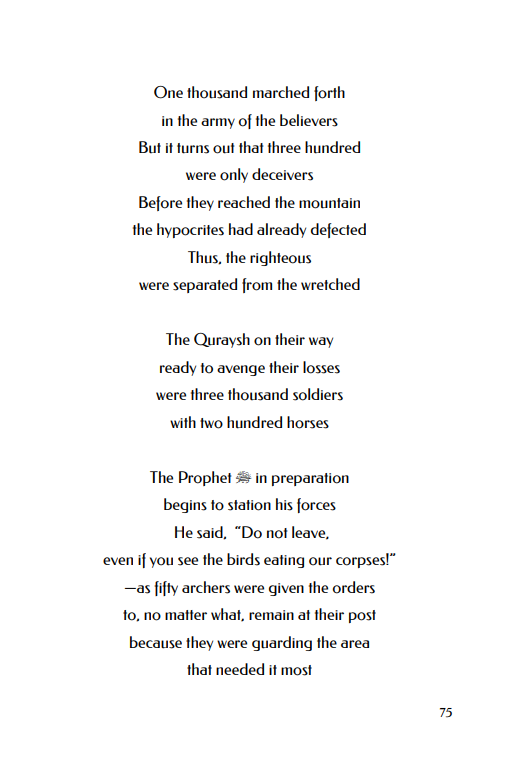 One thousand marched forth
in the army of the believers
But it turns out that three hundred
were only deceivers
Before they reached the mountain
the hypocrites had already defected
Thus, the righteous
were separated from the wretched
The Quraysh on their way
ready to avenge their losses
were three thousand soldiers
with two hundred horses
The Prophet ﷺ in preparation
begins to station his forces
He said, “Do not leave,
even if you see the birds eating our corpses!”
—as fifty archers were given the orders
to, no matter what, remain at their post
because they were guarding the area
that needed it most
75